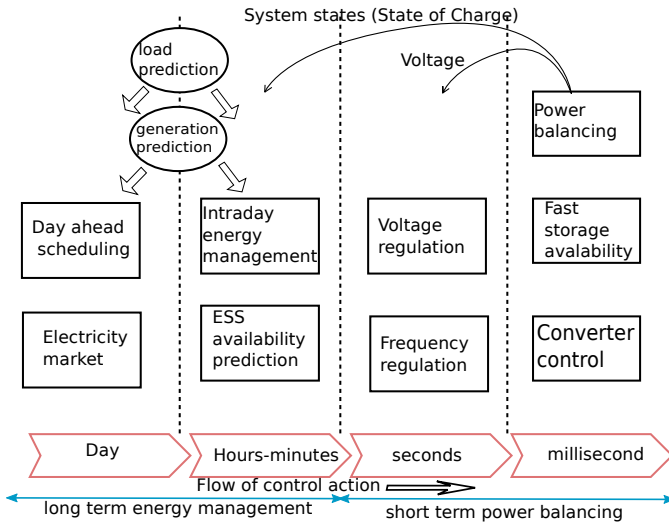 System states (State of Charge)
load
prediction
Voltage
generation
prediction
Power
balancing
Day ahead
scheduling
Intraday
energy
management
Voltage
regulation
Fast
storage
avalability
Electricity
market
ESS
availability
prediction
Frequency
regulation
Converter
control
Day
Hours-minutes
seconds
millisecond
Flow of control action
long term energy management
short term power balancing